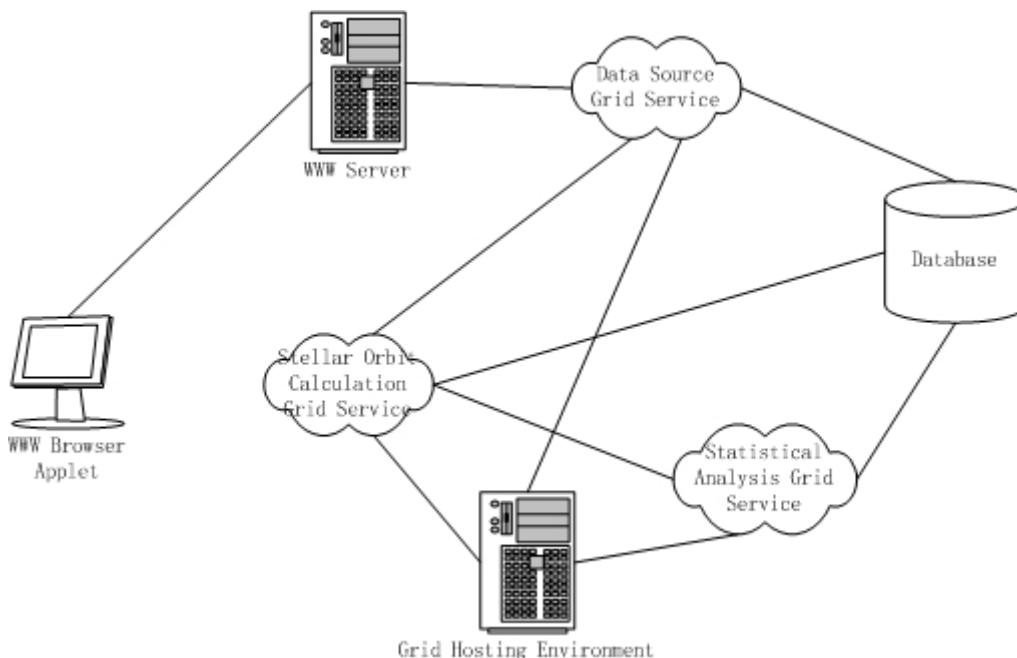 Data Source
Grid Service
WWW Server
Database
Stellar Orbit
Calculation
Grid Service
WWW Browser
Applet
Statistical
Analysis Grid
Service
Grid Hosting Environment